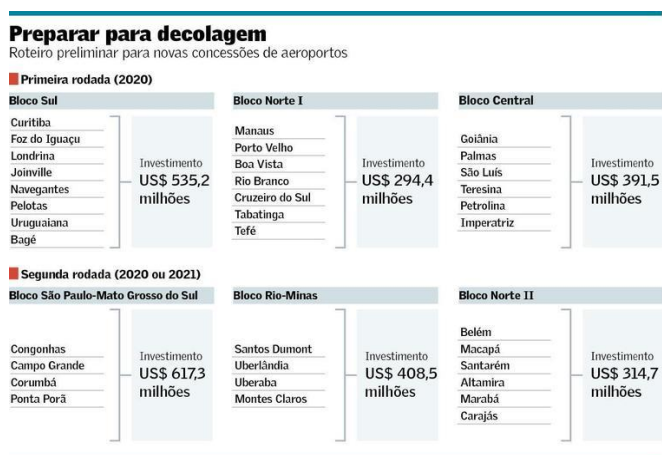 Preparar para decolagem
Roteiro preliminar para novas concessões de aeroportos
Primeira rodada (2020)
Bloco Sul
Curitiba
Foz do Iguaçu
Londrina
Joinville
Navegantes
Pelotas
Uruguaiana
Bagé
Investimento
US$ 535,2
milhões
Bloco Norte I
Manaus
Porto Velho
Boa Vista
Rio Branco
Cruzeiro do Sul
Tabatinga
Tefé
Investimento
US$ 294,4
milhões
Bloco Central
Goiânia
Palmas
São Luís
Teresina
Petrolina
Imperatriz
Investimento
US$ 391,5
milhões
Segunda rodada (2020 ou 2021)
Bloco São Paulo-Mato Grosso do Sul
Congonhas
Campo Grande
Corumbá
Ponta Porã
Investimento
US$ 617,3
milhões
Bloco Rio-Minas
Santos Dumont
Uberlândia
Uberaba
Montes Claros
Investimento
US$ 408,5
milhões
Bloco Norte II
Belém
Macapá
Santarém
Altamira
Marabá
Carajás
Investimento
US$ 314,7
milhões